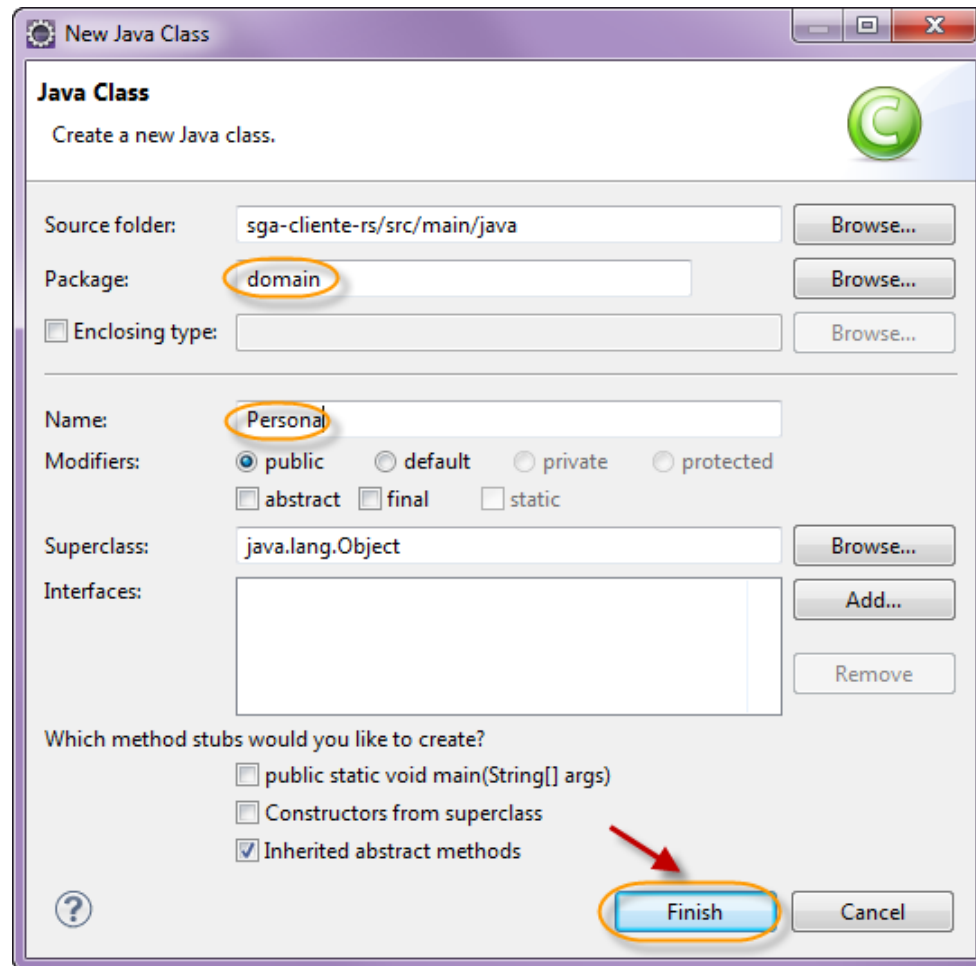 New Java Class
Java Class
Create a new Java class.
C
Source folder: sga-cliente-rs/src/main/java Browse...
Package: domain Browse...
Enclosing type: Browse...
Name: Persona
Modifiers: public default private protected
abstract final static
Superclass: java.lang.Object Browse...
Interfaces: Add...
Remove
Which method stubs would you like to create?
public static void main(String[] args)
Constructors from superclass
Inherited abstract methods
? Finish Cancel